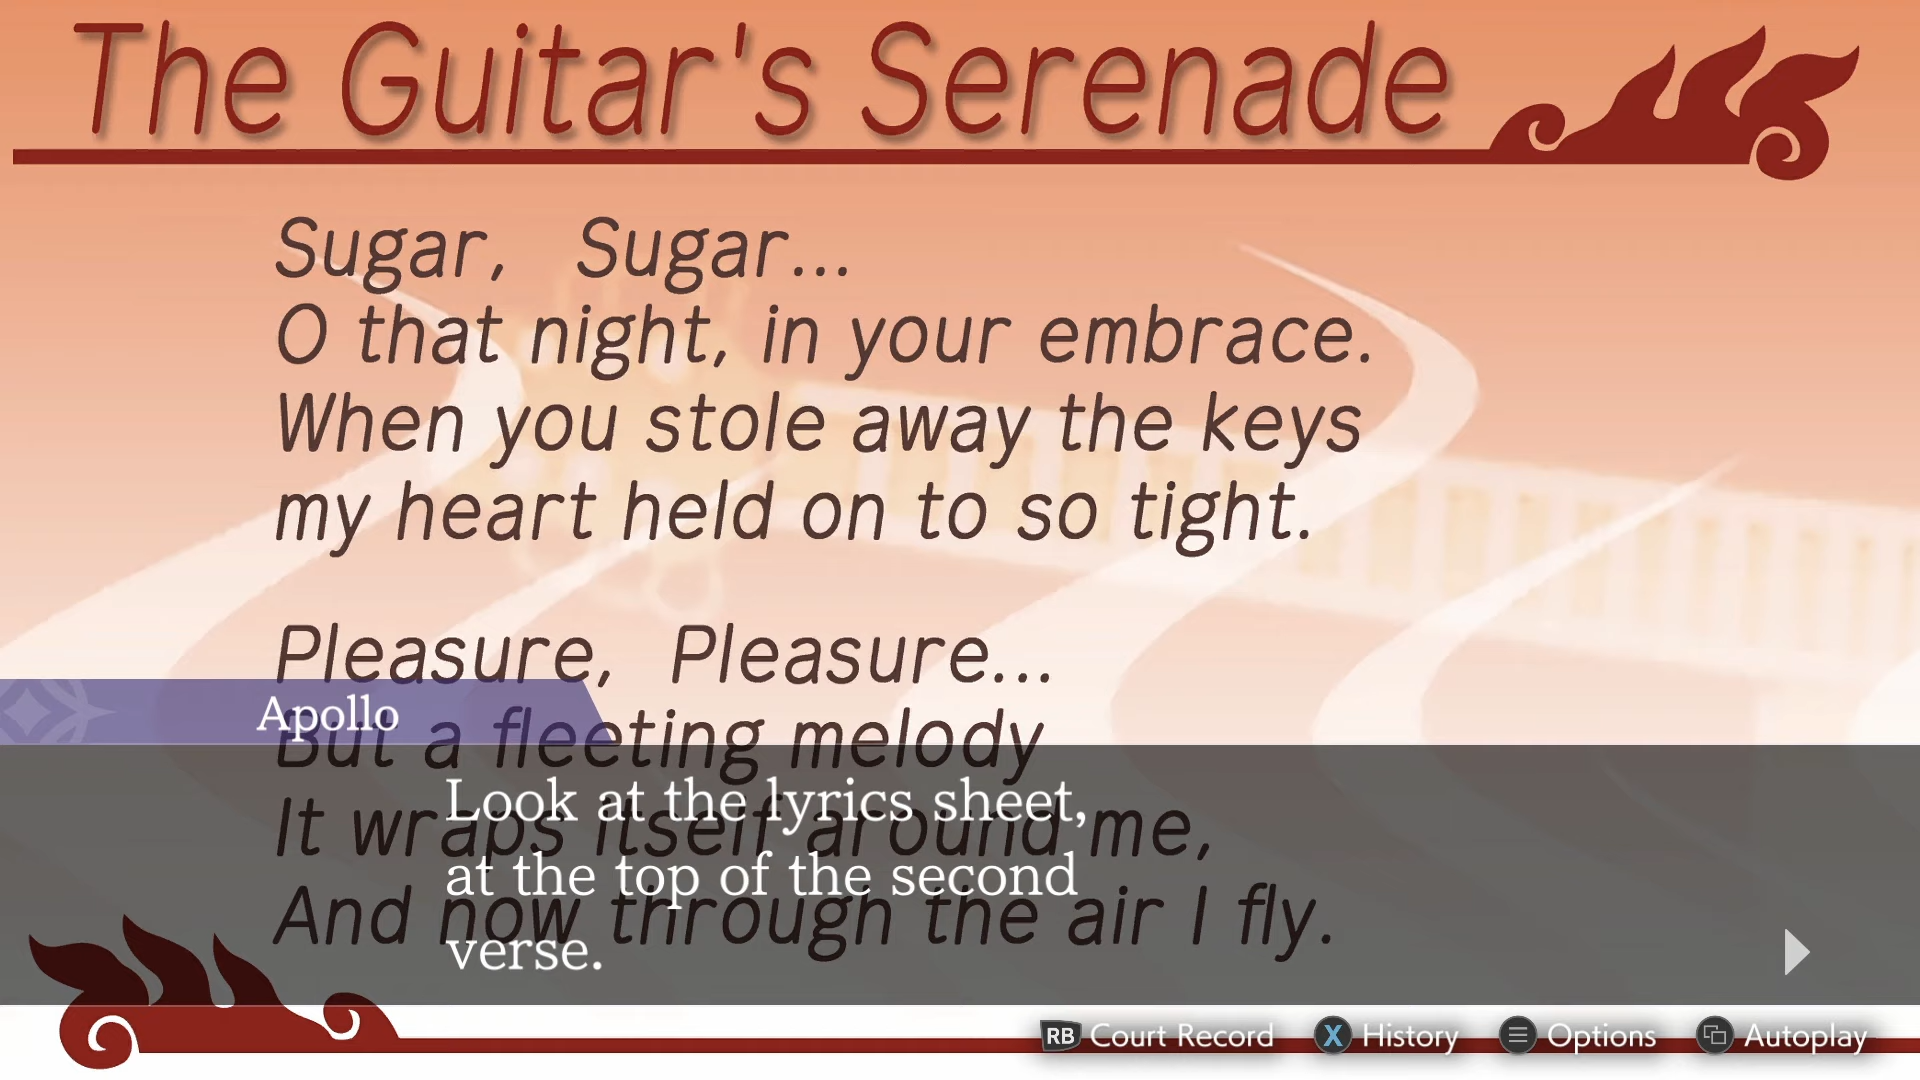 The Guitar's Serenade
Sugar, Sugar...
O that night, in your embrace.
When you stole away the keys
my heart held on to so tight.
Pleasure, Pleasure...
But a fleeting melody
It wraps itself around me,
And now through the air I fly.
Apollo
Look at the lyrics sheet,
at the top of the second
verse.
RB Court Record X History Options Autoplay